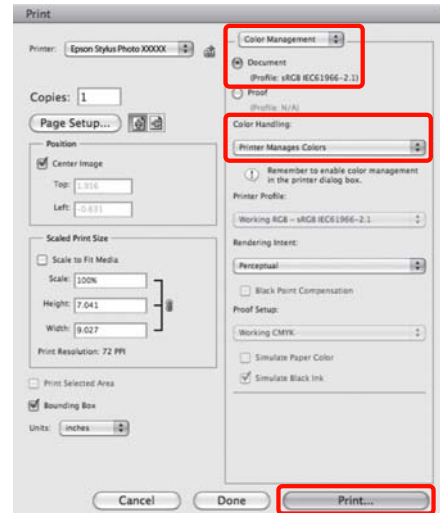 Print
Printer: Epson Stylus Photo XXXXX
Copies: 1
Page Setup...
Position
Center Image
Top: 1.916
Left: -0.633
Scaled Print Size
Scale to Fit Media
Scale: 100%
Height: 7.041
Width: 9.027
Print Resolution: 72 PPI
Print Selected Area
Bounding Box
Units: inches
Color Management
Document
(Profile: sRGB IEC61966-2.1)
Proof
(Profile: N/A)
Color Handling:
Printer Manages Colors
Remember to enable color management
in the printer dialog box.
Printer Profile:
Working RGB - sRGB IEC61966-2.1
Rendering Intent:
Perceptual
Black Point Compensation
Proof Setup:
Working CMYK
Simulate Paper Color
Simulate Black Ink
Cancel
Done
Print...